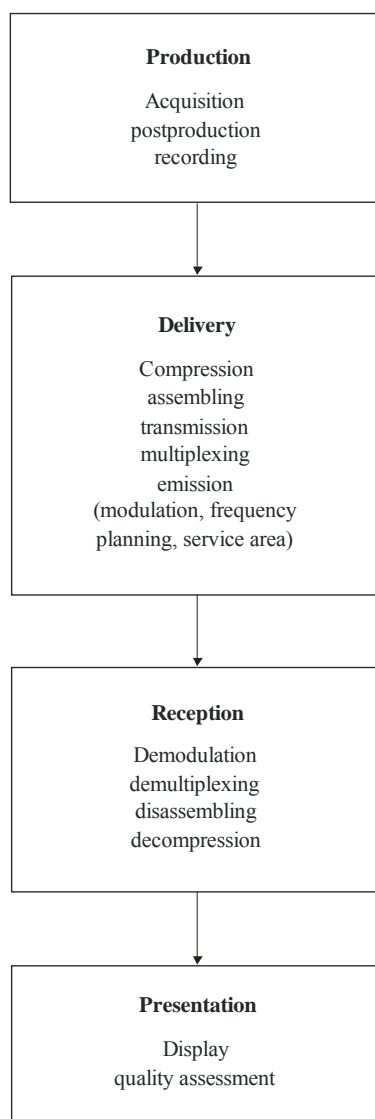 Production
Acquisition
postproduction
recording
Delivery
Compression
assembling
transmission
multiplexing
emission
(modulation, frequency
planning, service area)
Reception
Demodulation
demultiplexing
disassembling
decompression
Presentation
Display
quality assessment